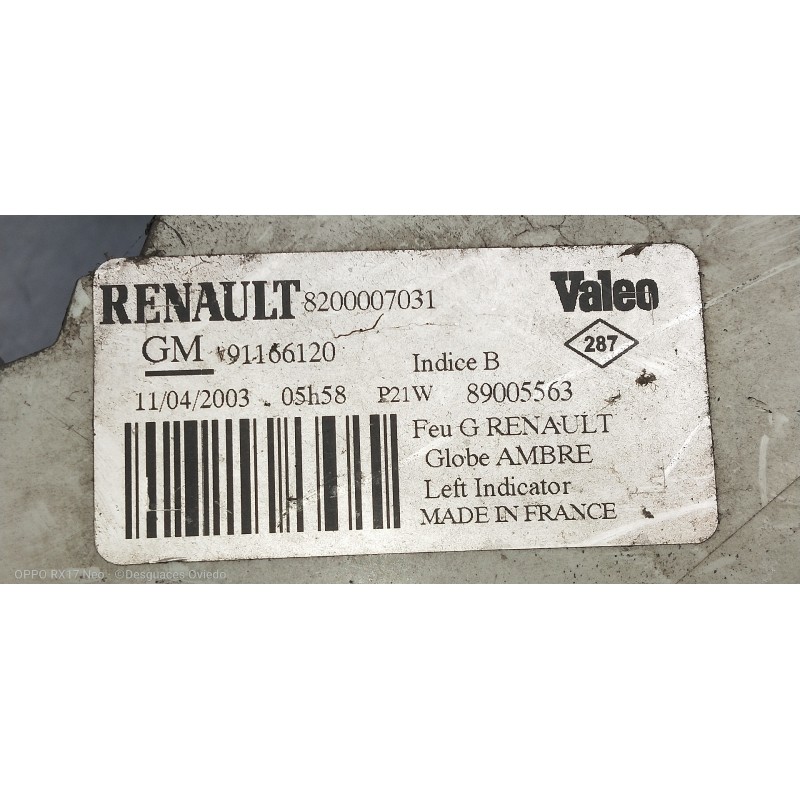 RENAULT 8200007031 Valeo
GM 91166120 287
Indice B
11/04/2003 05h58 P21W 89005563
Feu G RENAULT
Globe AMBRE
Left Indicator
MADE IN FRANCE
OPPO RX17 Neo ©Desguaces Oviedo